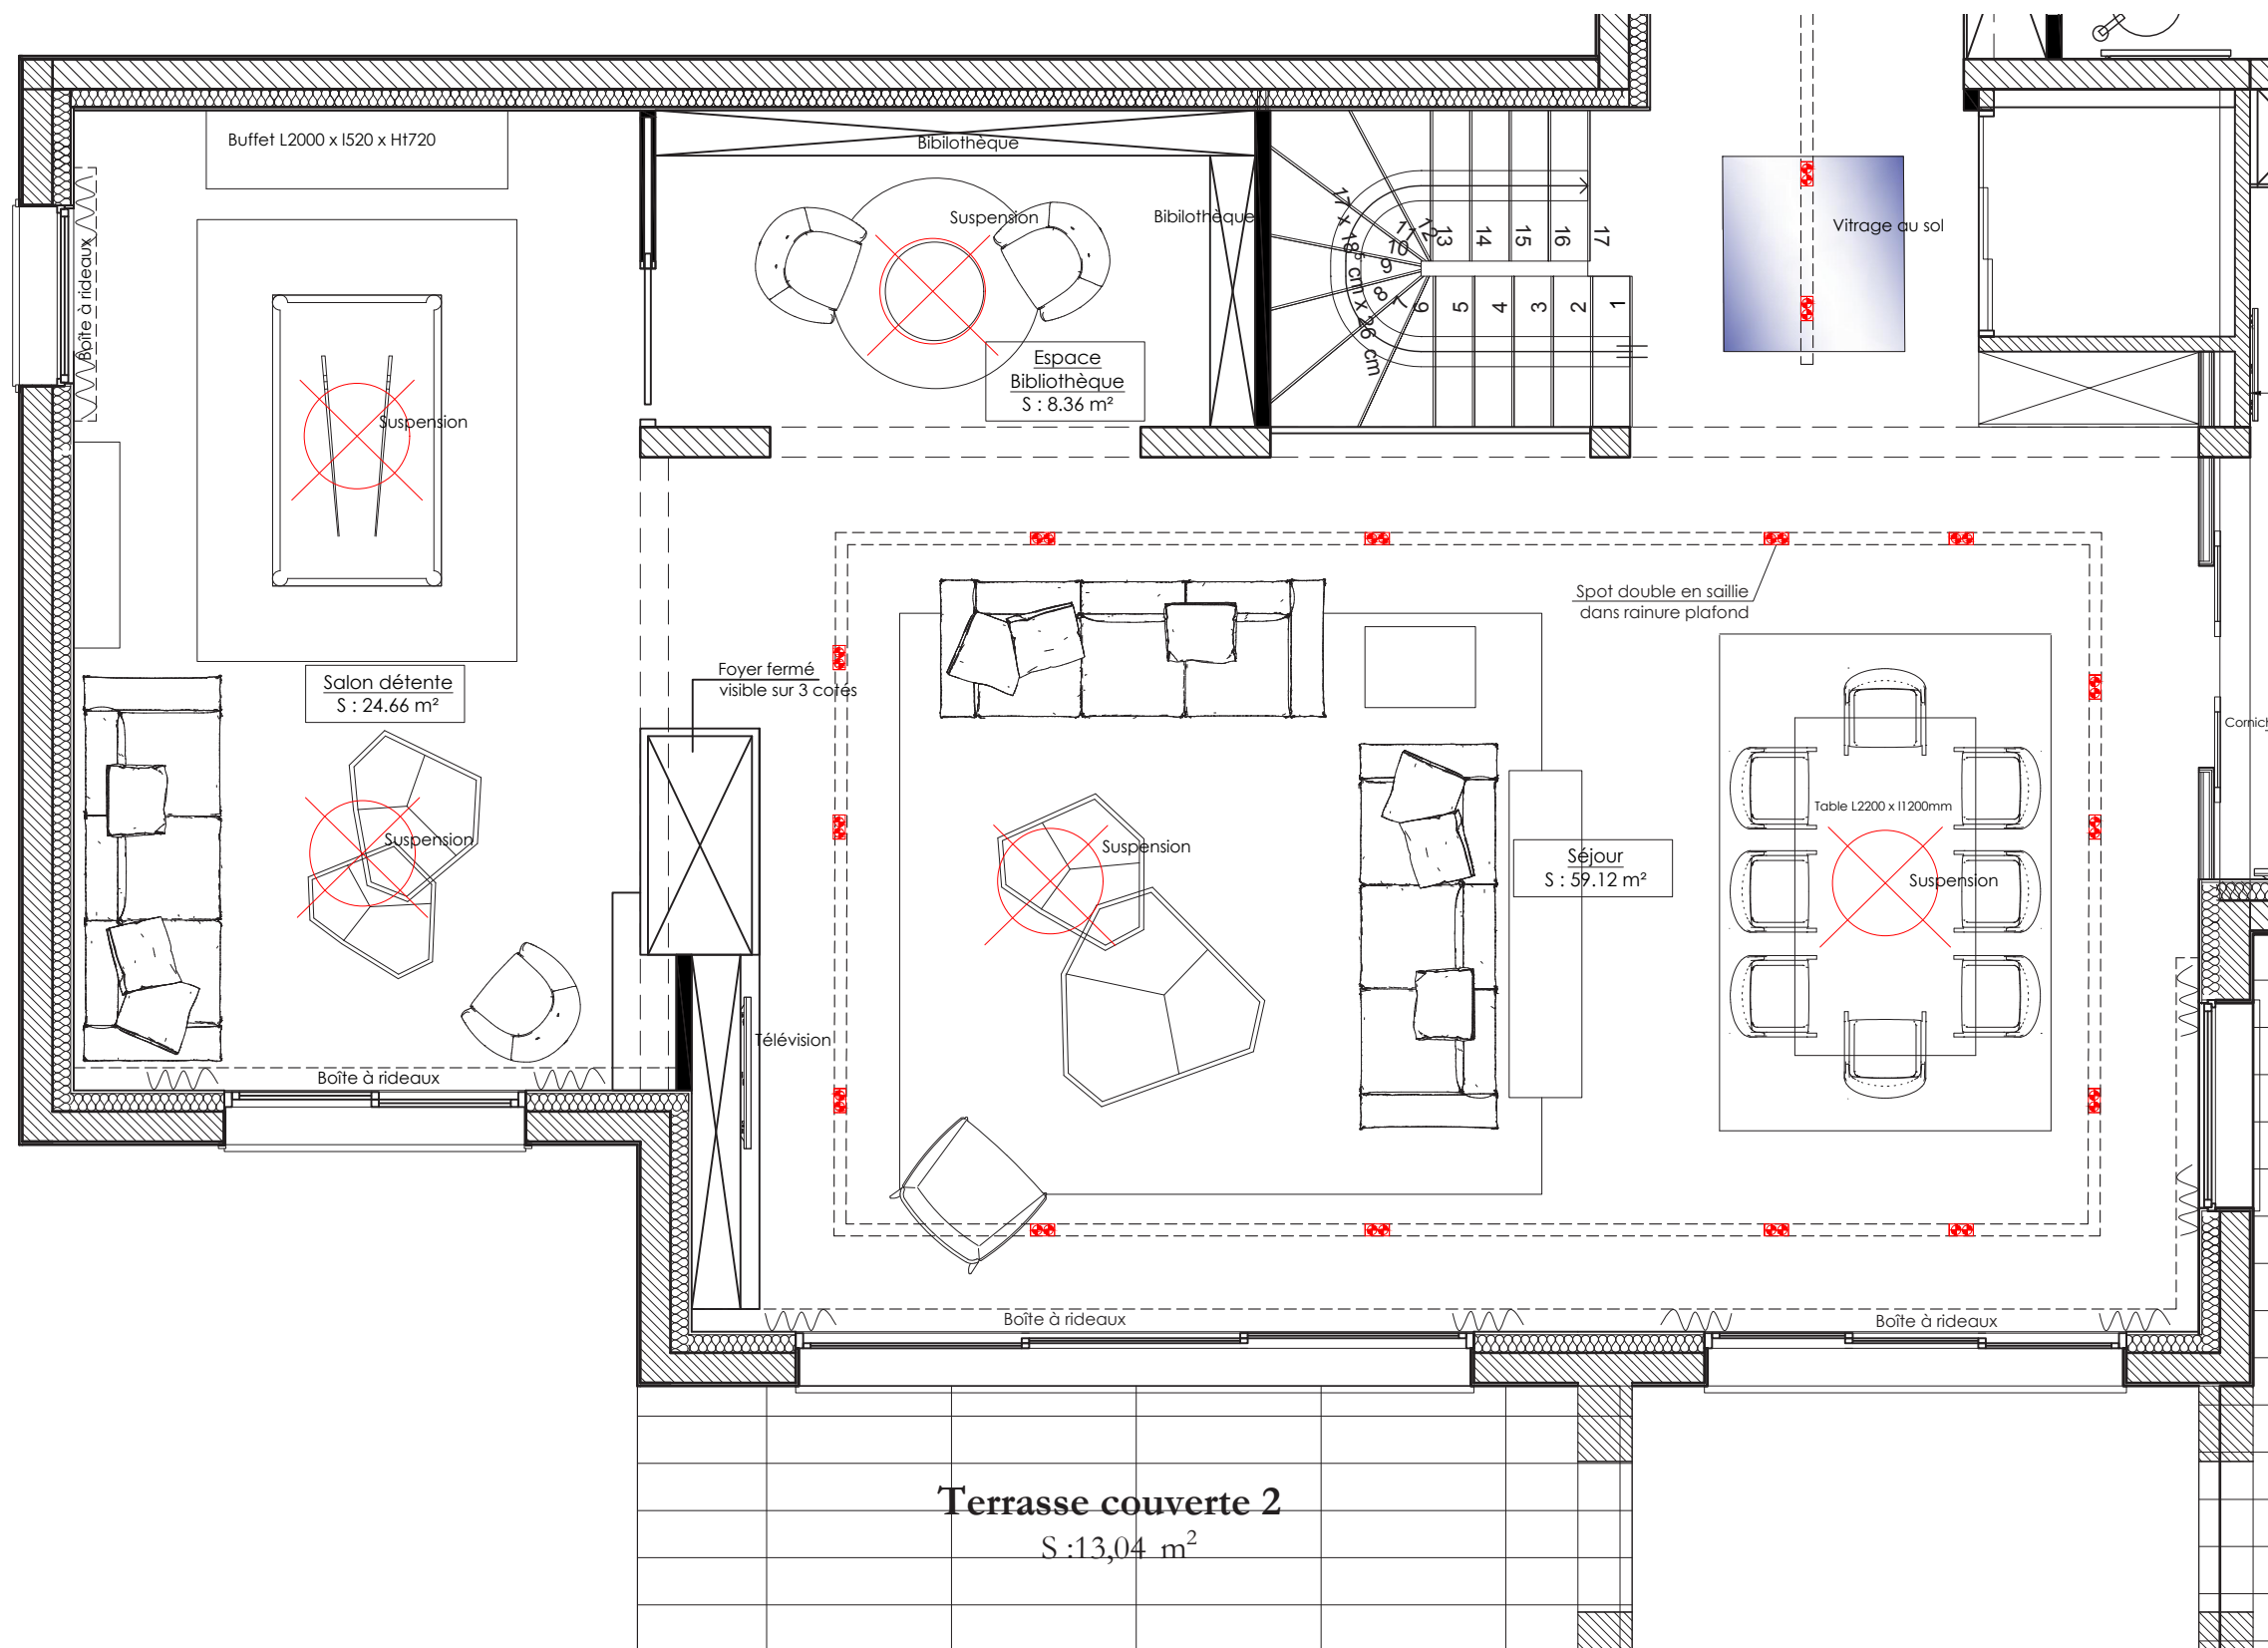 Buffet L2000 x l520 x Ht720
Bibilothèque
Suspension
Bibilothèque
Boîte à rideaux
Vitrage au sol
17 x 18⁶ cm x 26 cm
1
2
3
4
5
6
7
8
9
10
11
12
13
14
15
16
17
Espace
Bibliothèque
S : 8.36 m²
Suspension
Spot double en saillie
dans rainure plafond
Foyer fermé
visible sur 3 cotés
Salon détente
S : 24.66 m²
Cornich
Table L2200 x l1200mm
Suspension
Suspension
Séjour
S : 59.12 m²
Suspension
Télévision
Boîte à rideaux
Boîte à rideaux
Boîte à rideaux
Terrasse couverte 2
S :13,04 m²